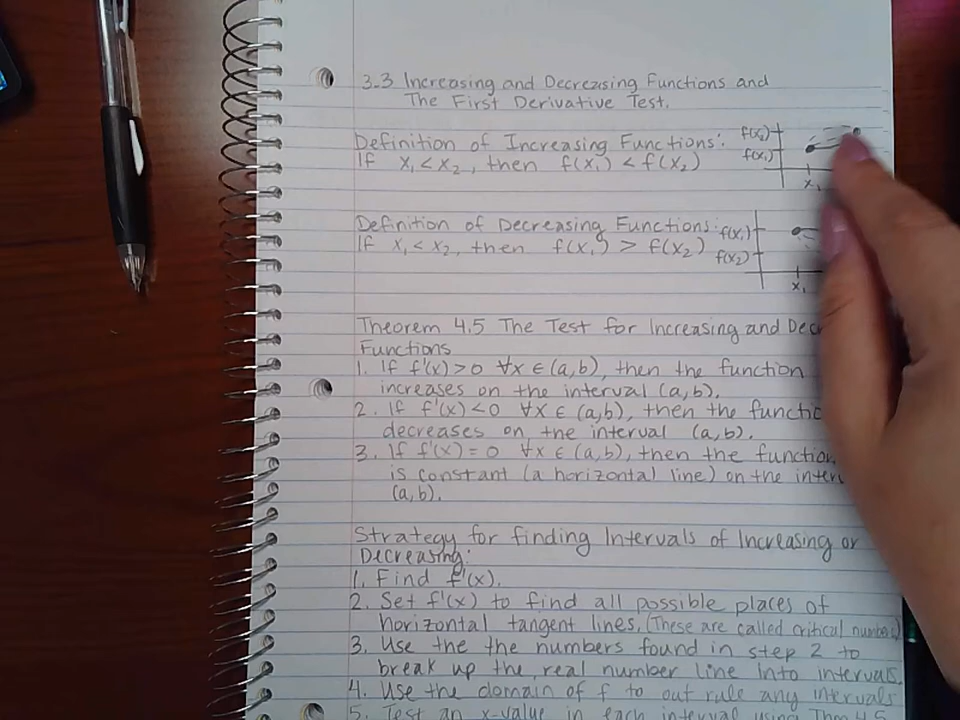 3.3 Increasing and Decreasing Functions and
The First Derivative Test.
Definition of Increasing Functions:
If x₁ < x₂, then f(x₁) < f(x₂)
f(x₂)
f(x₁)
x₁
Definition of Decreasing Functions:
If x₁ < x₂, then f(x₁) > f(x₂)
f(x₁)
f(x₂)
x₁
Theorem 4.5 The Test for Increasing and Dec
Functions
1. If f'(x) > 0 ∀x ∈ (a,b), then the function
increases on the interval (a,b).
2. If f'(x) < 0 ∀x ∈ (a,b), then the functio
decreases on the interval (a,b).
3. If f'(x) = 0 ∀x ∈ (a,b), then the function
is constant (a horizontal line) on the inter
(a,b).
Strategy for finding Intervals of Increasing or
Decreasing:
1. Find f'(x).
2. Set f'(x) to find all possible places of
horizontal tangent lines. (These are called critical numbers)
3. Use the the numbers found in step 2 to
break up the real number line into intervals.
4. Use the domain of f to out rule any intervals
5. Test an x-value in each interval using Thm 4.5